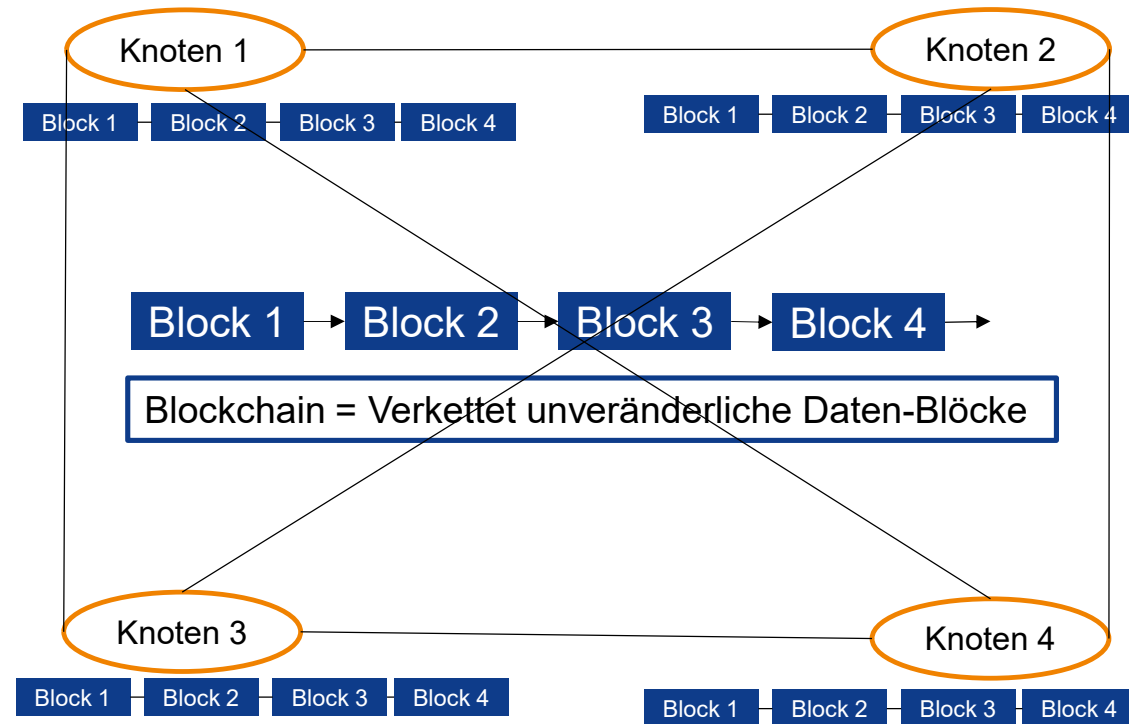 Knoten 1
Knoten 2
Block 1 Block 2 Block 3 Block 4
Block 1 Block 2 Block 3 Block 4
Block 1 Block 2 Block 3 Block 4
Blockchain = Verkettet unveränderliche Daten-Blöcke
Knoten 3
Knoten 4
Block 1 Block 2 Block 3 Block 4
Block 1 Block 2 Block 3 Block 4